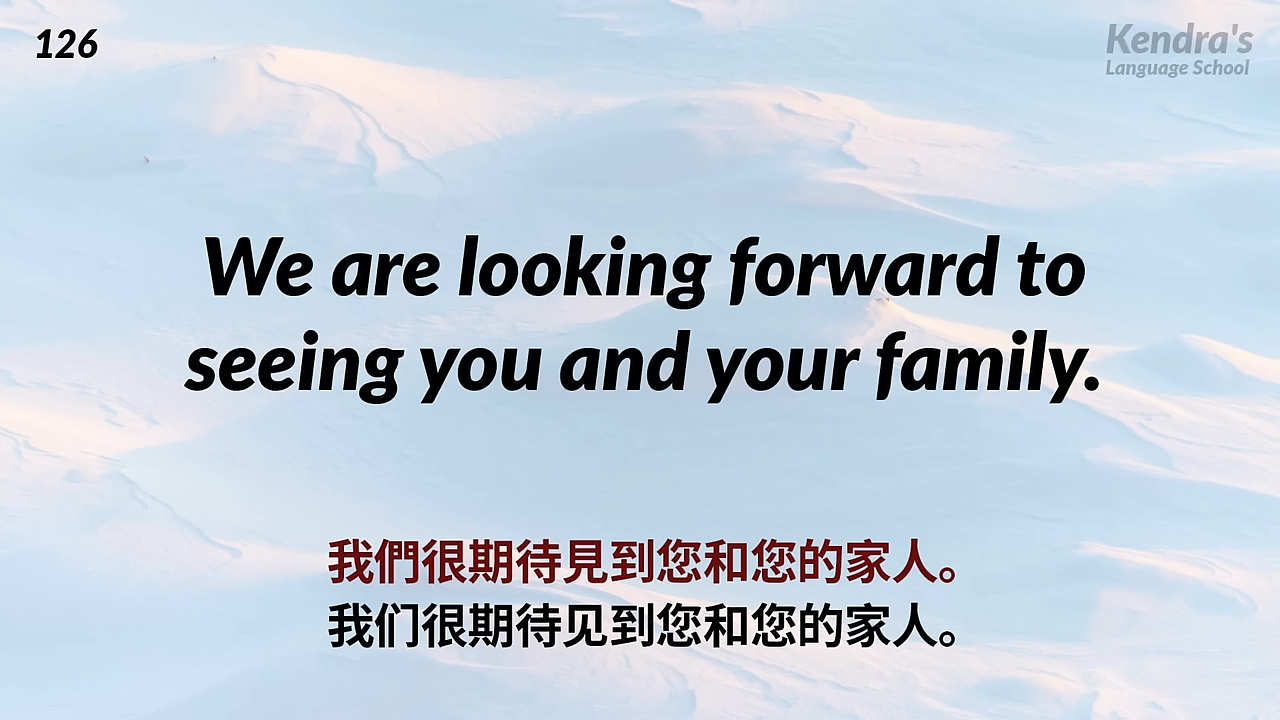 126
Kendra's
Language School
We are looking forward to
seeing you and your family.
我們很期待見到您和您的家人。
我们很期待见到您和您的家人。